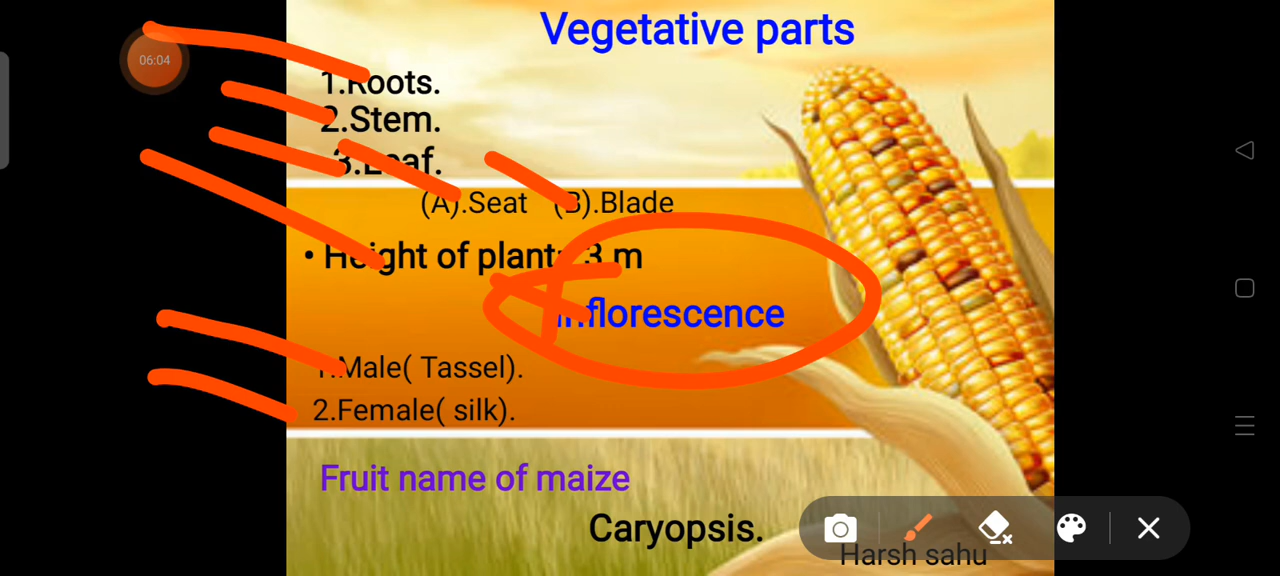 Vegetative parts
06:04
1.Roots.
2.Stem.
3.Leaf.
(A).Seat (B).Blade
• Height of plant- 3 m
Inflorescence
1.Male( Tassel).
2.Female( silk).
Fruit name of maize
Caryopsis.
Harsh sahu